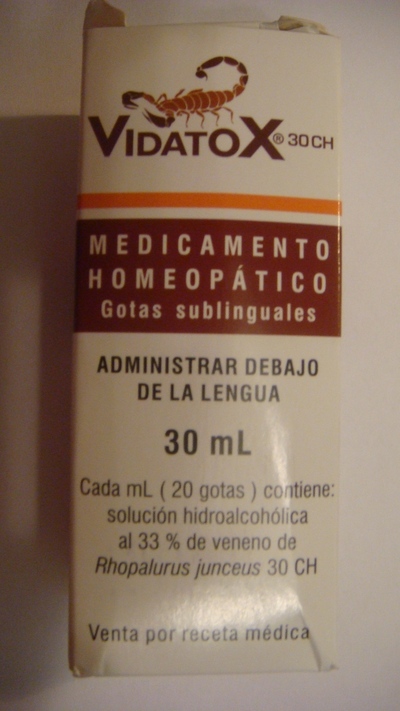 VIDATOX® 30CH
MEDICAMENTO
HOMEOPÁTICO
Gotas sublinguales
ADMINISTRAR DEBAJO
DE LA LENGUA
30 mL
Cada mL ( 20 gotas ) contiene:
solución hidroalcohólica
al 33 % de veneno de
Rhopalurus junceus 30 CH
Venta por receta médica